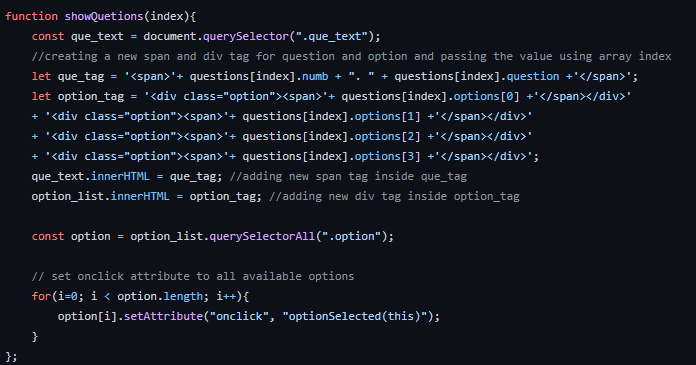 function showQuetions(index){
    const que_text = document.querySelector(".que_text");
    //creating a new span and div tag for question and option and passing the value using array index
    let que_tag = '<span>'+ questions[index].numb + ". " + questions[index].question +'</span>';
    let option_tag = '<div class="option"><span>'+ questions[index].options[0] +'</span></div>'
    + '<div class="option"><span>'+ questions[index].options[1] +'</span></div>'
    + '<div class="option"><span>'+ questions[index].options[2] +'</span></div>'
    + '<div class="option"><span>'+ questions[index].options[3] +'</span></div>';
    que_text.innerHTML = que_tag; //adding new span tag inside que_tag
    option_list.innerHTML = option_tag; //adding new div tag inside option_tag

    const option = option_list.querySelectorAll(".option");

    // set onclick attribute to all available options
    for(i=0; i < option.length; i++){
        option[i].setAttribute("onclick", "optionSelected(this)");
    }
};